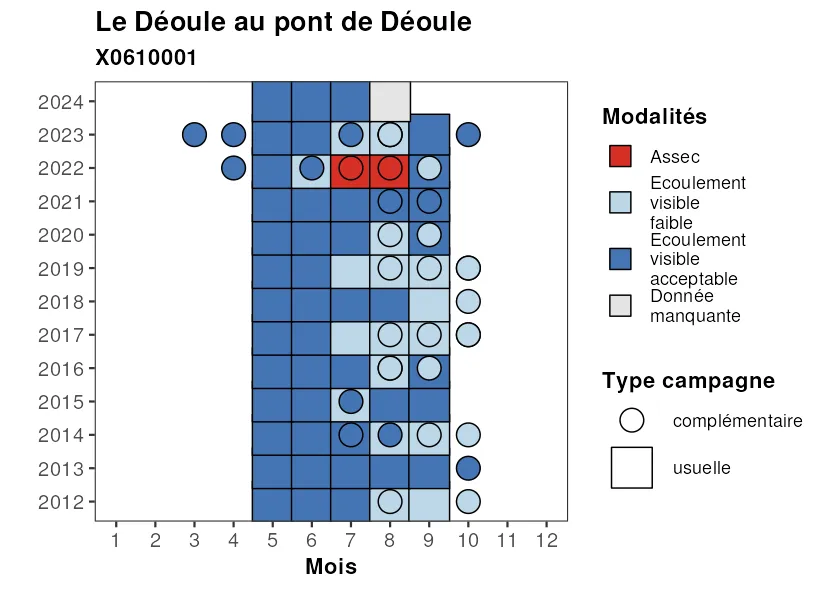 Le Déoule au pont de Déoule
X0610001
2024
2023
2022
2021
2020
2019
2018
2017
2016
2015
2014
2013
2012
1 2 3 4 5 6 7 8 9 10 11 12
Mois
Modalités
Assec
Ecoulement
visible
faible
Ecoulement
visible
acceptable
Donnée
manquante
Type campagne
complémentaire
usuelle